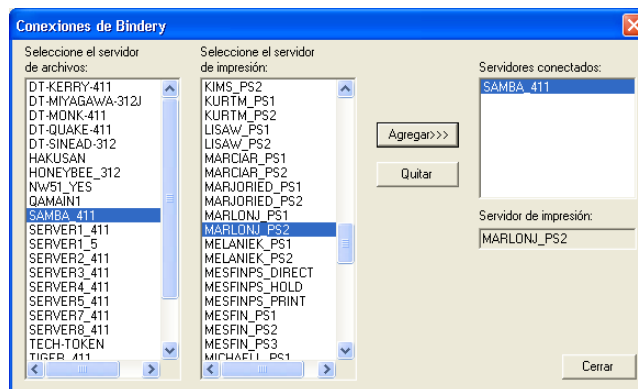 Conexiones de Bindery
Seleccione el servidor
de archivos:
DT-KERRY-411
DT-MIYAGAWA-312J
DT-MONK-411
DT-QUAKE-411
DT-SINEAD-312
HAKUSAN
HONEYBEE_312
NW51_YES
QAMAIN1
SAMBA_411
SERVER1_411
SERVER1_5
SERVER2_411
SERVER3_411
SERVER4_411
SERVER5_411
SERVER7_411
SERVER8_411
TECH-TOKEN
TIGER_411
Seleccione el servidor
de impresión:
KIMS_PS2
KURTM_PS1
KURTM_PS2
LISAW_PS1
LISAW_PS2
MARCIAR_PS1
MARCIAR_PS2
MARJORIED_PS1
MARJORIED_PS2
MARLONJ_PS1
MARLONJ_PS2
MELANIEK_PS1
MELANIEK_PS2
MESFINPS_DIRECT
MESFINPS_HOLD
MESFINPS_PRINT
MESFIN_PS1
MESFIN_PS2
MESFIN_PS3
MICHAELL_PS1
Agregar>>>
Quitar
Servidores conectados:
SAMBA_411
Servidor de impresión:
MARLONJ_PS2
Cerrar